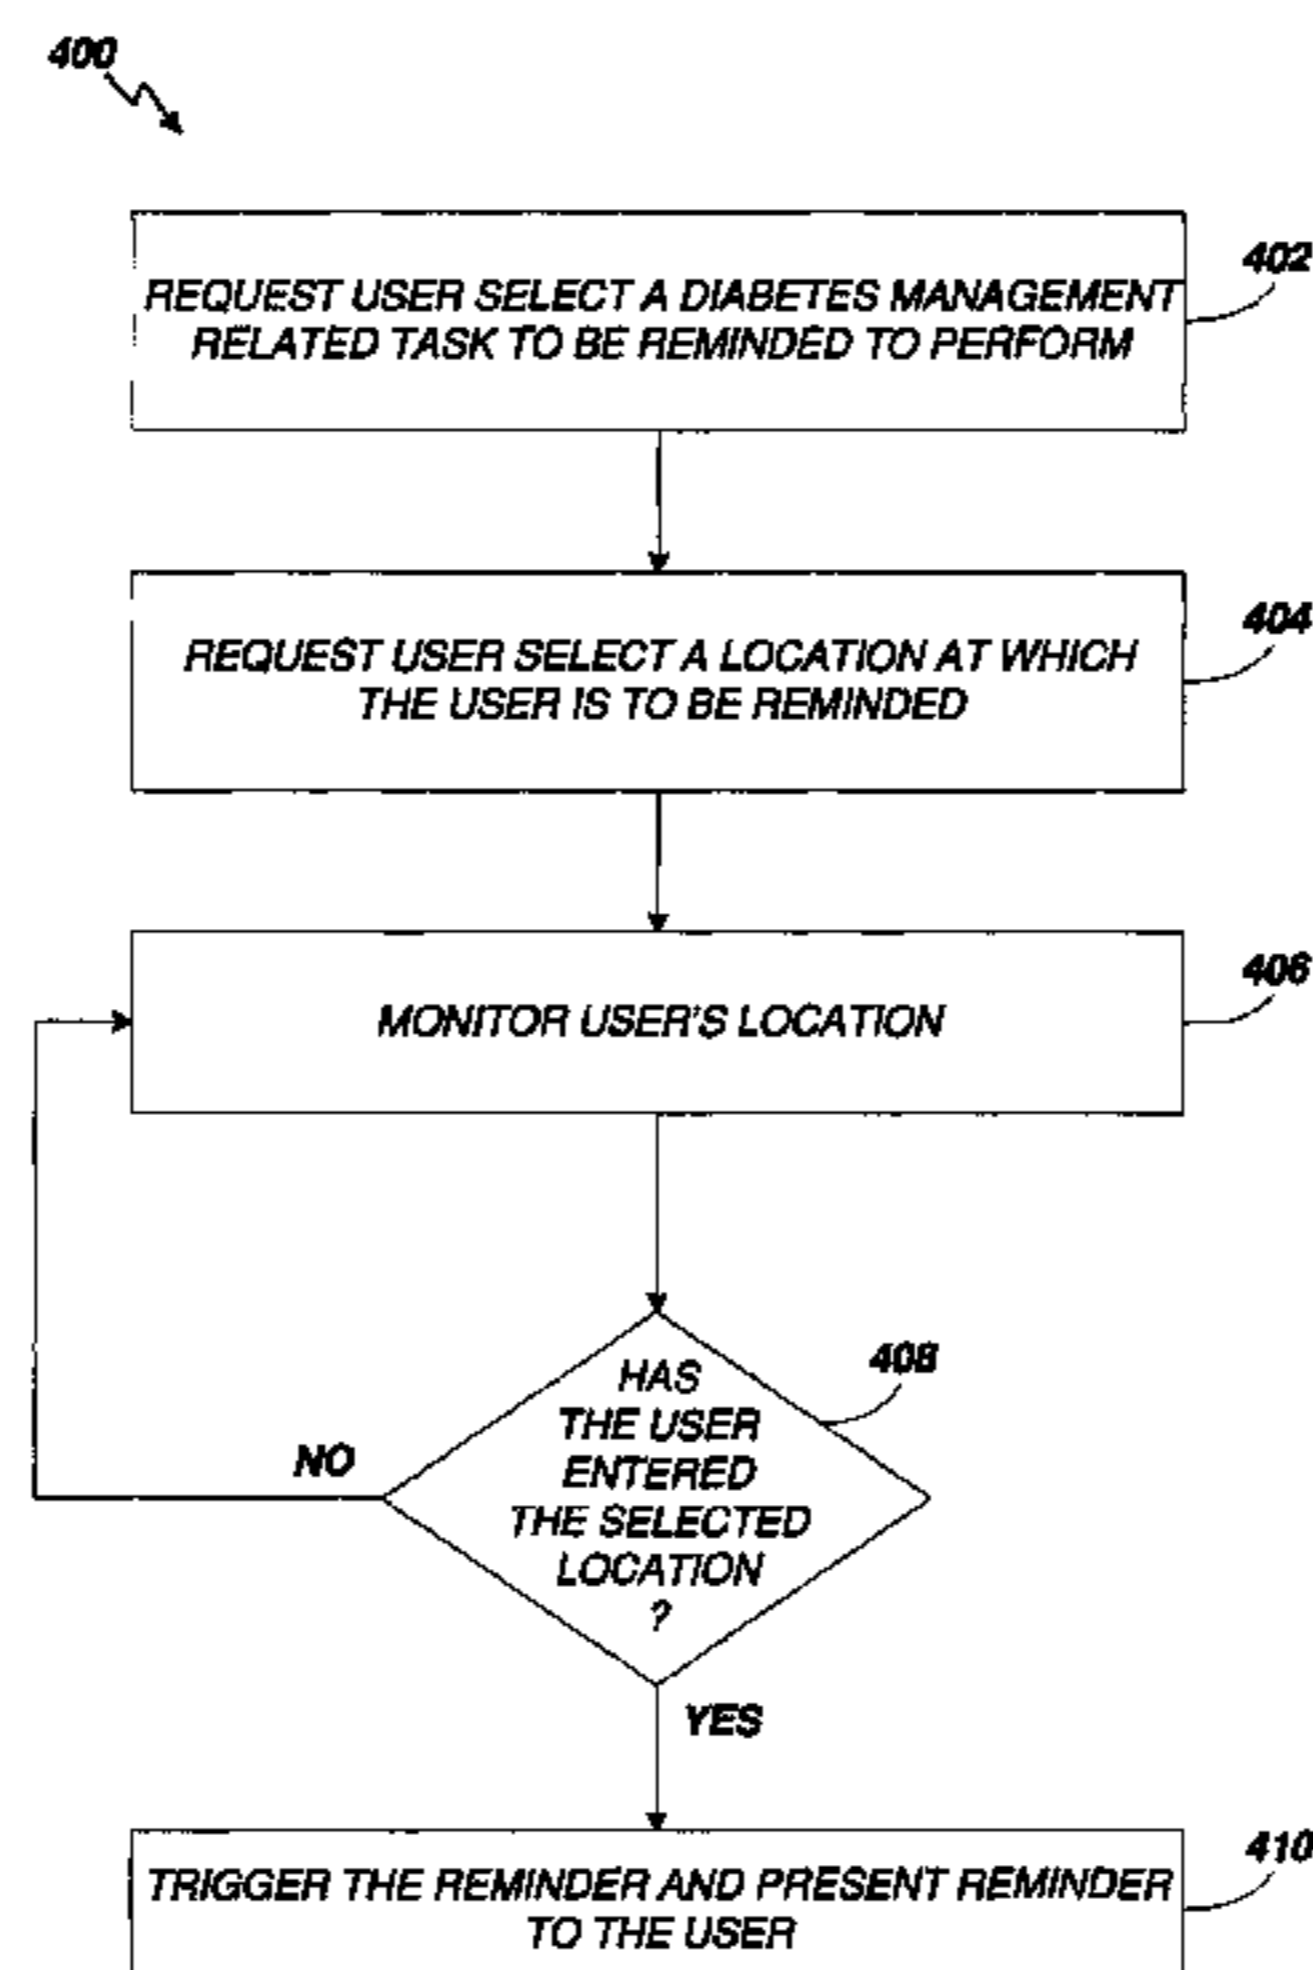 400
402
REQUEST USER SELECT A DIABETES MANAGEMENT
RELATED TASK TO BE REMINDED TO PERFORM
404
REQUEST USER SELECT A LOCATION AT WHICH
THE USER IS TO BE REMINDED
406
MONITOR USER'S LOCATION
408
HAS
THE USER
ENTERED
THE SELECTED
LOCATION
?
NO
YES
410
TRIGGER THE REMINDER AND PRESENT REMINDER
TO THE USER